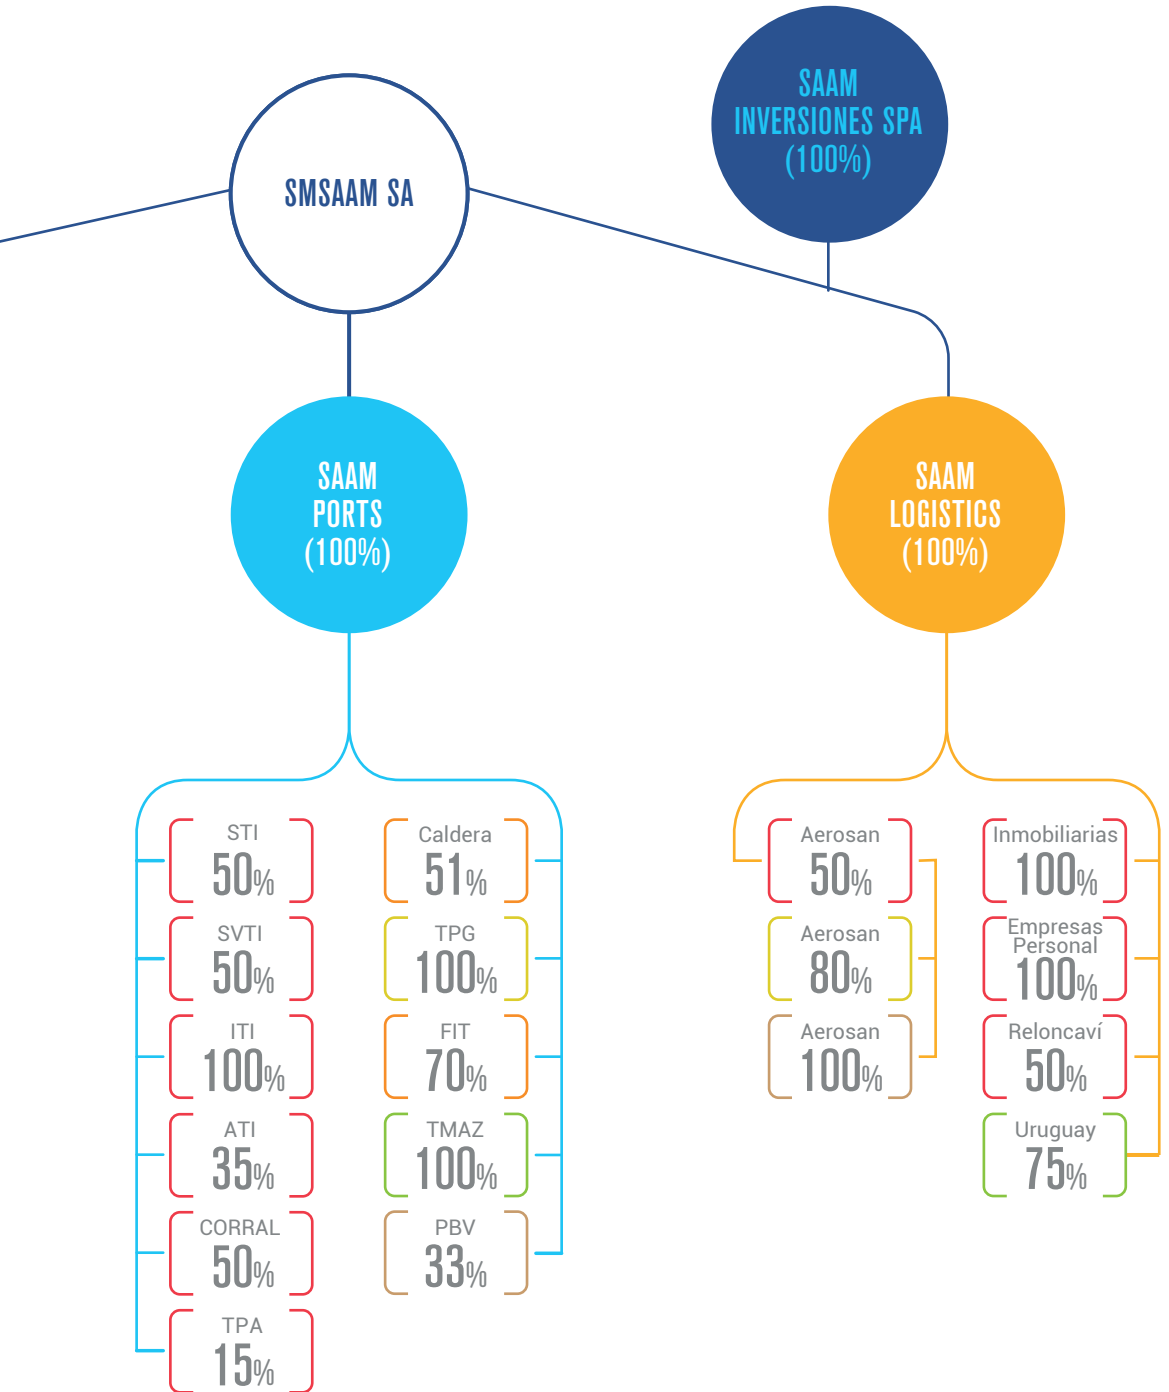 SAAM
INVERSIONES SPA
(100%)
SMSAAM SA
SAAM
PORTS
(100%)
SAAM
LOGISTICS
(100%)
STI
50%
SVTI
50%
ITI
100%
ATI
35%
CORRAL
50%
TPA
15%
Caldera
51%
TPG
100%
FIT
70%
TMAZ
100%
PBV
33%
Aerosan
50%
Aerosan
80%
Aerosan
100%
Inmobiliarias
100%
Empresas
Personal
100%
Reloncaví
50%
Uruguay
75%